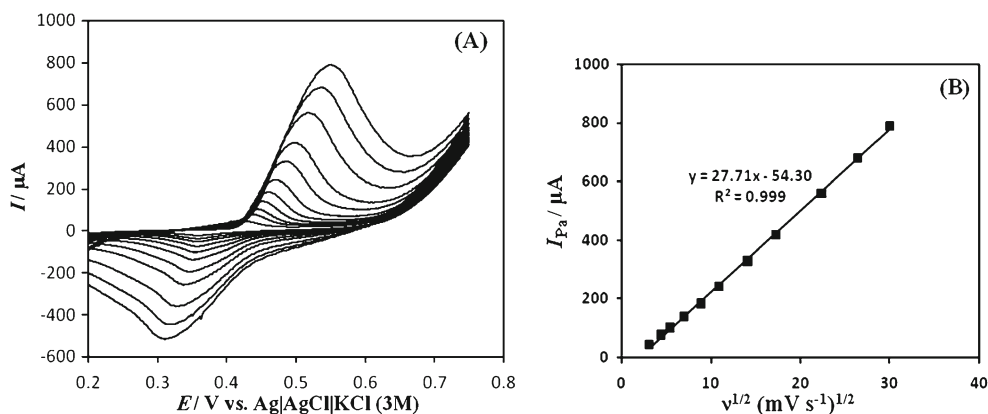 (A)
1000
800
600
400
200
0
-200
-400
-600
I / μA
0.2 0.3 0.4 0.5 0.6 0.7 0.8
E / V vs. Ag|AgCl|KCl (3M)
(B)
1000
800
600
400
200
0
I Pa / μA
y = 27.71x - 54.30
R² = 0.999
0 10 20 30 40
ν1/2 (mV s-1)1/2